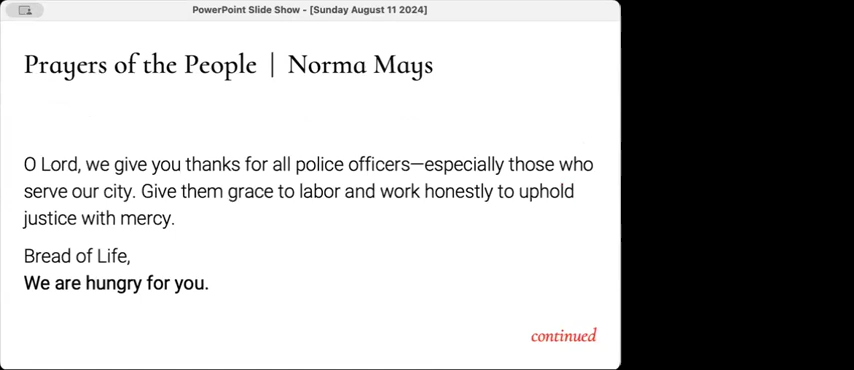 PowerPoint Slide Show - [Sunday August 11 2024]
Prayers of the People | Norma Mays
O Lord, we give you thanks for all police officers—especially those who
serve our city. Give them grace to labor and work honestly to uphold
justice with mercy.
Bread of Life,
We are hungry for you.
continued